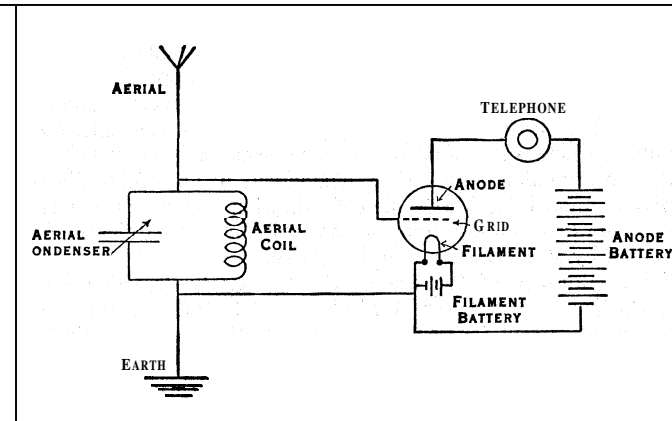 AERIAL
TELEPHONE
ANODE
GRID
AERIAL
ONDENSER
AERIAL
COIL
FILAMENT
ANODE
BATTERY
FILAMENT
BATTERY
EARTH